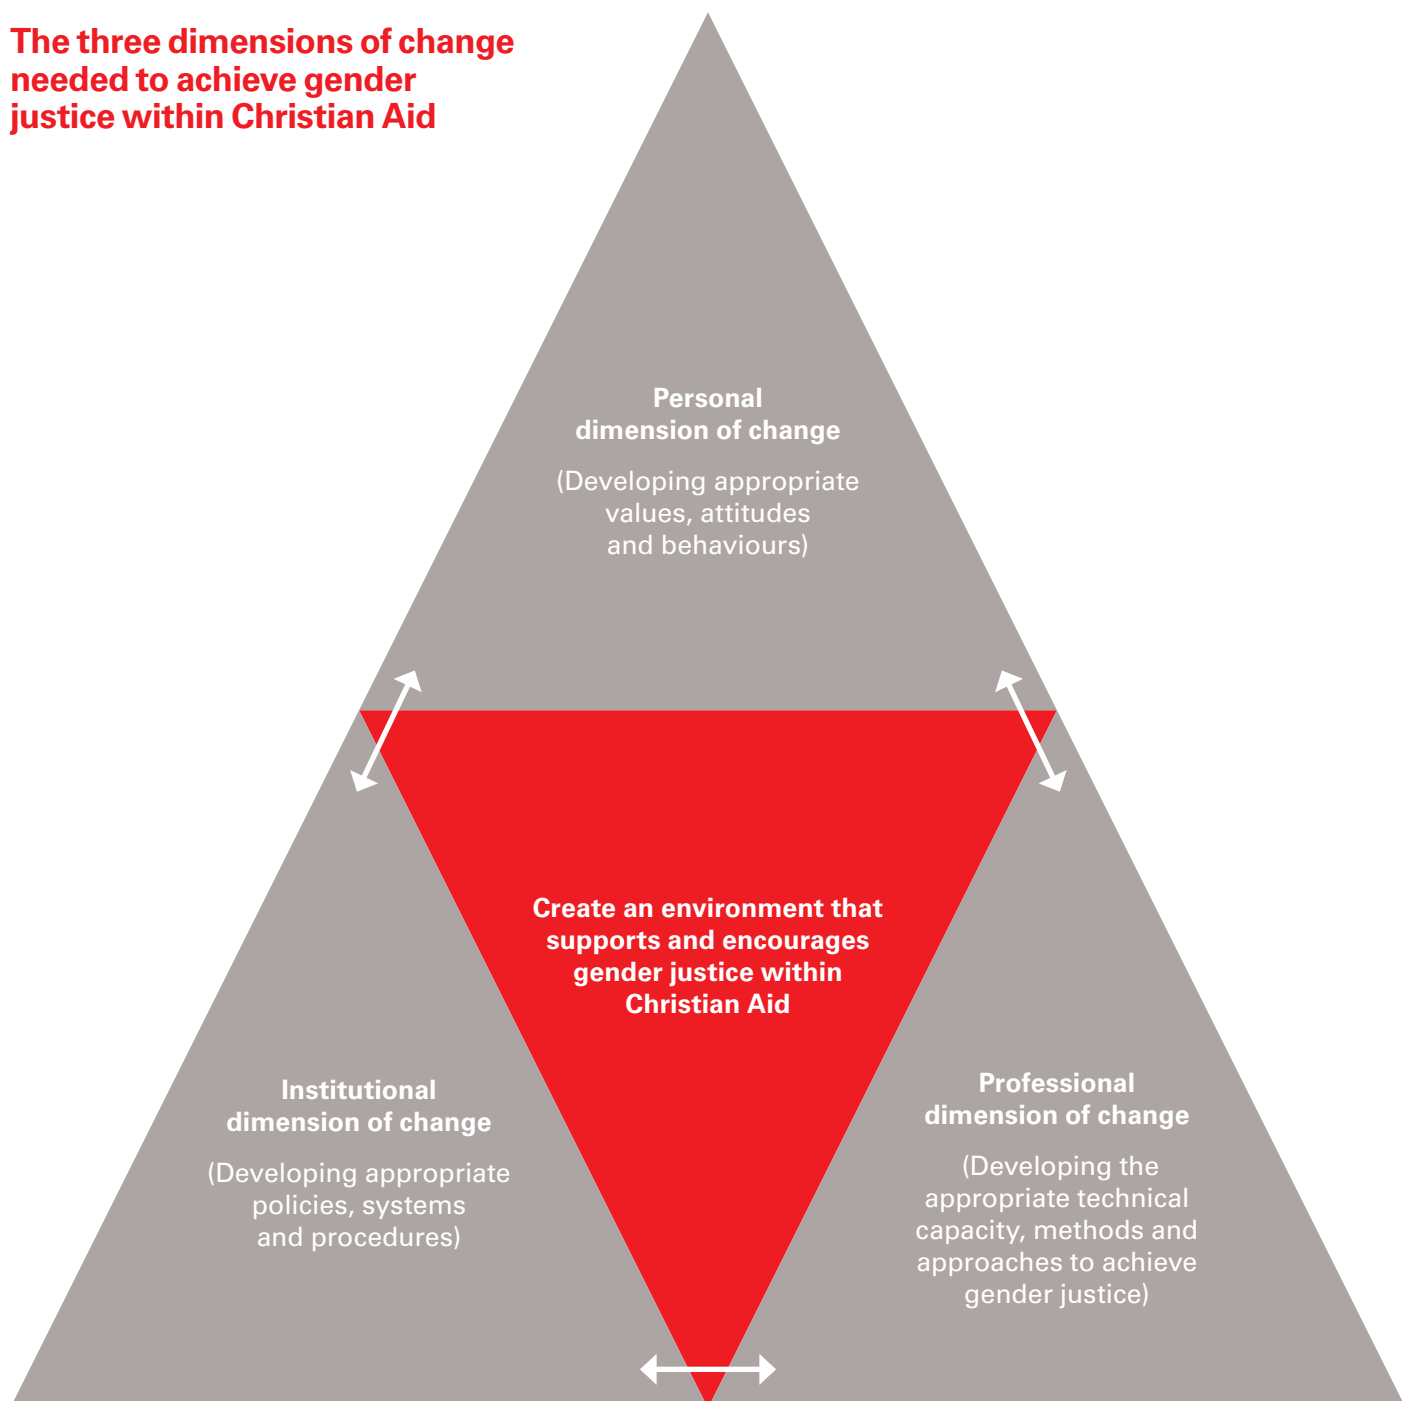 The three dimensions of change
needed to achieve gender
justice within Christian Aid
Personal
dimension of change
(Developing appropriate
values, attitudes
and behaviours)
Create an environment that
supports and encourages
gender justice within
Christian Aid
Institutional
dimension of change
(Developing appropriate
policies, systems
and procedures)
Professional
dimension of change
(Developing the
appropriate technical
capacity, methods and
approaches to achieve
gender justice)